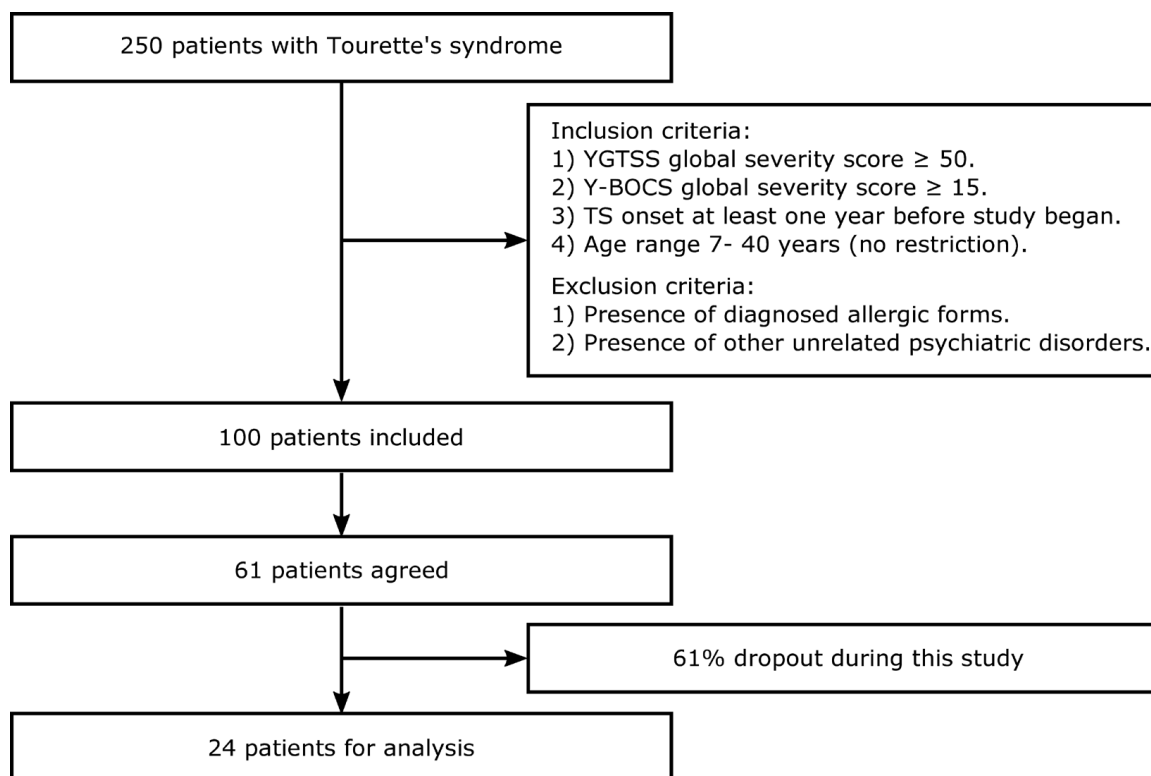 250 patients with Tourette's syndrome
Inclusion criteria:
1) YGTSS global severity score ≥ 50.
2) Y-BOCS global severity score ≥ 15.
3) TS onset at least one year before study began.
4) Age range 7- 40 years (no restriction).
Exclusion criteria:
1) Presence of diagnosed allergic forms.
2) Presence of other unrelated psychiatric disorders.
100 patients included
61 patients agreed
61% dropout during this study
24 patients for analysis